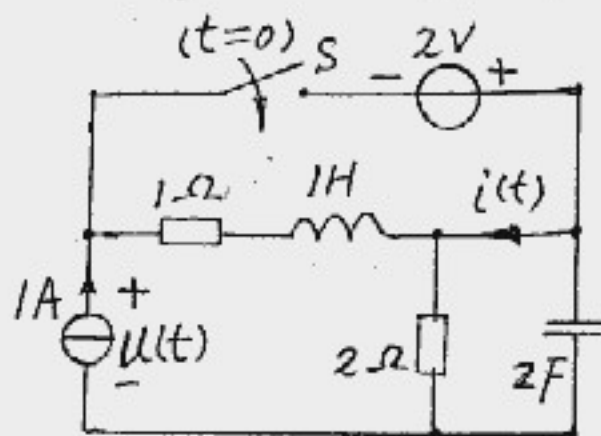 (t=0) S 2V
- +
1Ω 1H i(t)
1A + u(t) -
2Ω 2F